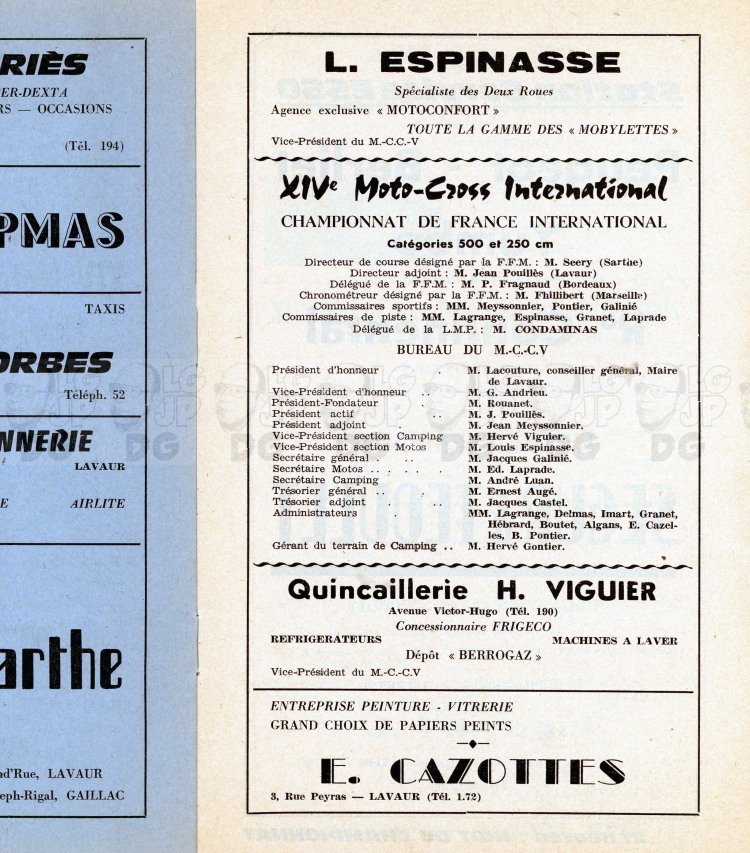 RIÈS
ER-DEXTA
RS — OCCASIONS
(Tél. 194)
PMAS
TAXIS
ORBES
Téléph. 52
NNERIE
LAVAUR
E AIRLITE
arthe
nd'Rue, LAVAUR
eph-Rigal, GAILLAC
L. ESPINASSE
Spécialiste des Deux Roues
Agence exclusive « MOTOCONFORT »
TOUTE LA GAMME DES « MOBYLETTES »
Vice-Président du M.-C.C.-V
XIVe Moto-Cross International
CHAMPIONNAT DE FRANCE INTERNATIONAL
Catégories 500 et 250 cm
Directeur de course désigné par la F.F.M. : M. Seery (Sarthe)
Directeur adjoint : M. Jean Pouillès (Lavaur)
Délégué de la F.F.M. : M. P. Fragnaud (Bordeaux)
Chronométreur désigné par la F.F.M. : M. Fhillibert (Marseille)
Commissaires sportifs : MM. Meyssonnier, Pontier, Galinié
Commissaires de piste : MM. Lagrange, Espinasse, Granet, Laprade
Délégué de la L.M.P. : M. CONDAMINAS
BUREAU DU M.-C.-C.V
Président d'honneur . M. Lacouture, conseiller général, Maire
de Lavaur.
Vice-Président d'honneur .. M. G. Andrieu.
Président-Fondateur M. Rouanet.
Président actif . .. M. J. Pouillès.
Président adjoint . M. Jean Meyssonnier.
Vice-Président section Camping M. Hervé Viguier.
Vice-Président section Motos M. Louis Espinasse.
Secrétaire général . . . M. Jacques Galinié.
Secrétaire Motos .. . . . . M. Ed. Laprade.
Secrétaire Camping M. André Luan.
Trésorier général .. . M. Ernest Augé.
Trésorier adjoint . .. M. Jacques Castel.
Administrateurs . MM. Lagrange, Delmas, Imart, Granet,
Hébrard, Boutet, Algans, E. Cazel-
les, B. Pontier.
Gérant du terrain de Camping .. M. Hervé Gontier.
Quincaillerie H. VIGUIER
Avenue Victor-Hugo (Tél. 190)
Concessionnaire FRIGECO
REFRIGERATEURS MACHINES A LAVER
Dépôt « BERROGAZ »
Vice-Président du M.-C.-C.V
ENTREPRISE PEINTURE - VITRERIE
GRAND CHOIX DE PAPIERS PEINTS
E. CAZOTTES
3, Rue Peyras — LAVAUR (Tél. 1.72)